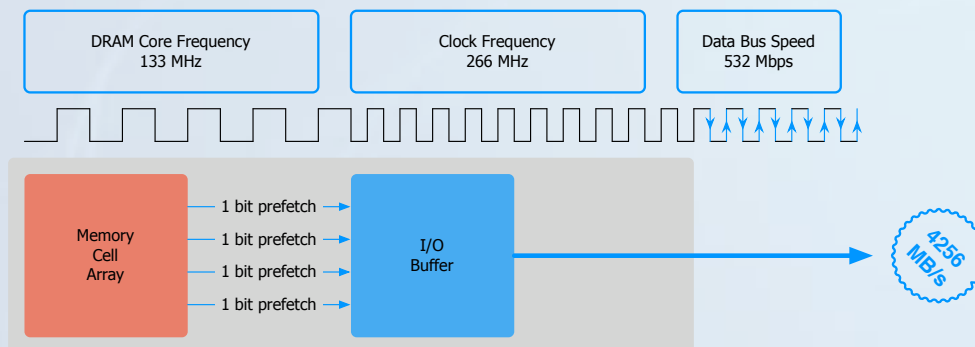 DRAM Core Frequency
133 MHz
Clock Frequency
266 MHz
Data Bus Speed
532 Mbps
Memory
Cell
Array
1 bit prefetch
1 bit prefetch
1 bit prefetch
1 bit prefetch
I/O
Buffer
4256
MB/s